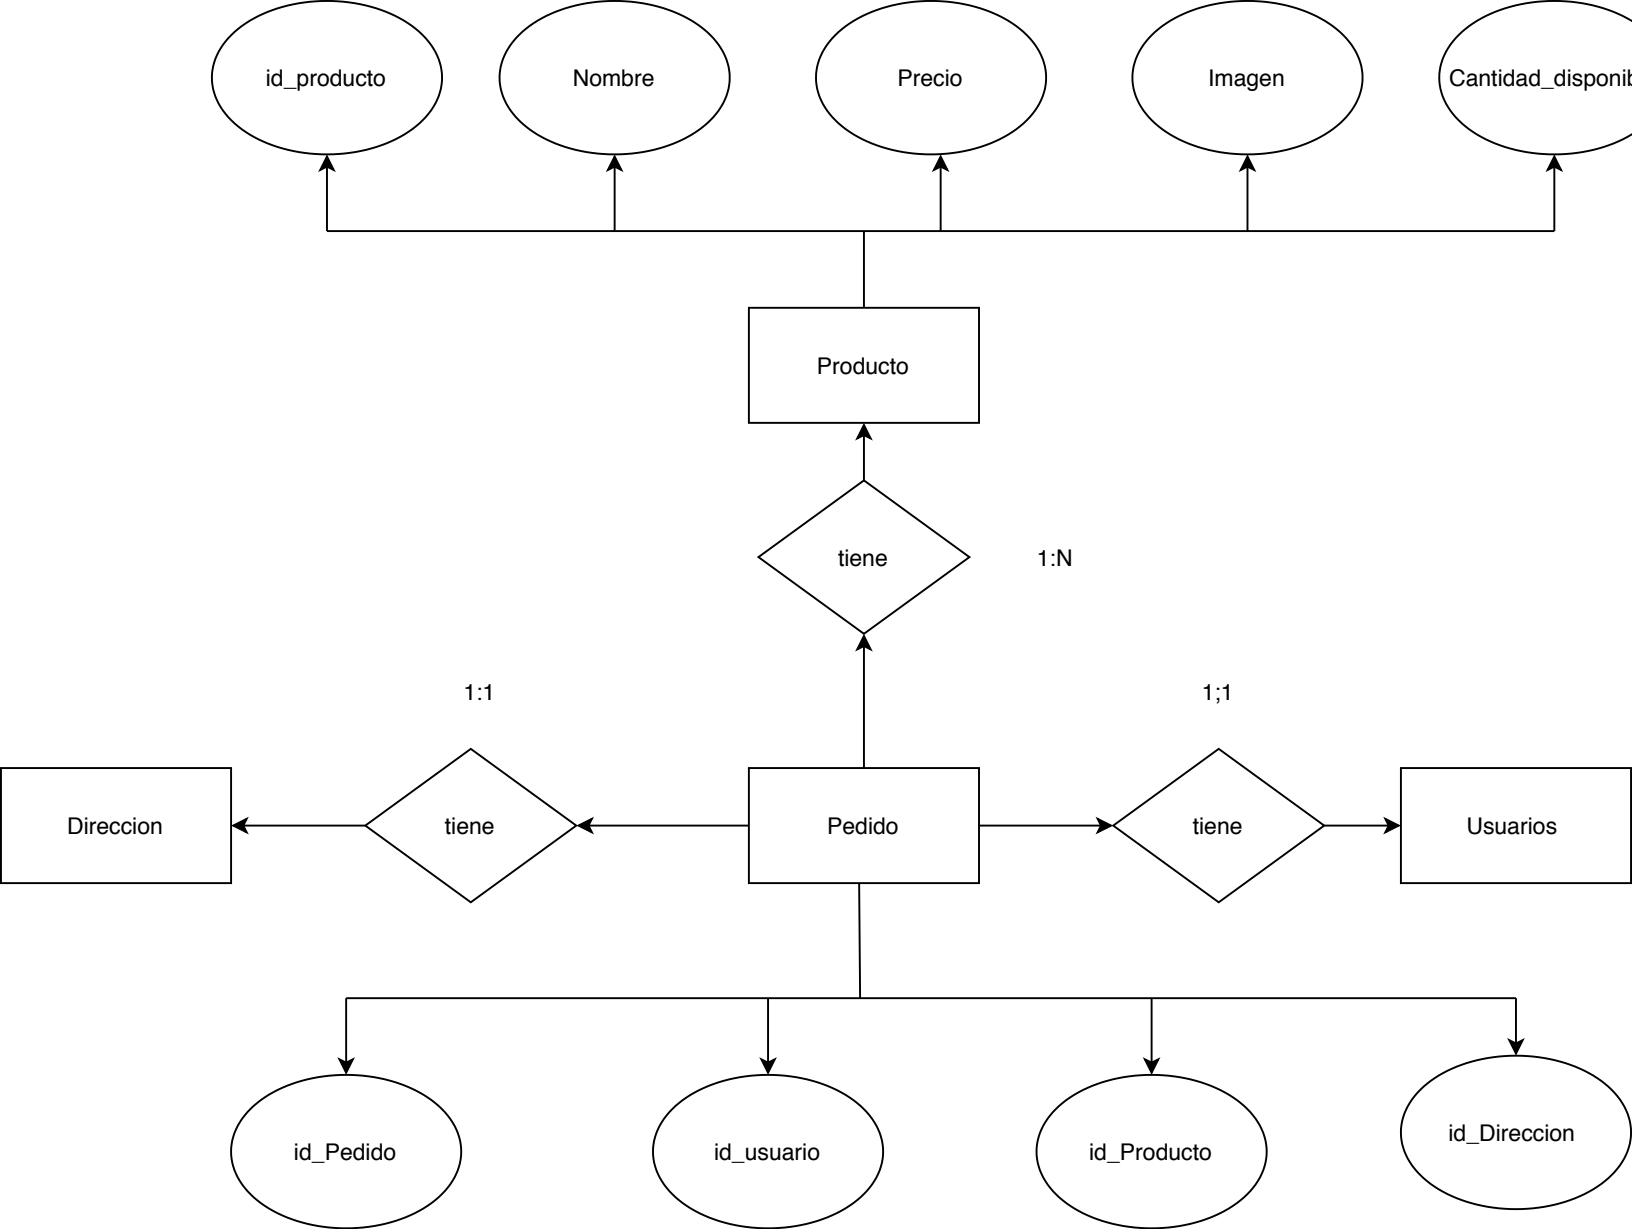 id_producto
Nombre
Precio
Imagen
Cantidad_disponib
Producto
tiene
1:N
1:1
1;1
Direccion
tiene
Pedido
tiene
Usuarios
id_Pedido
id_usuario
id_Producto
id_Direccion